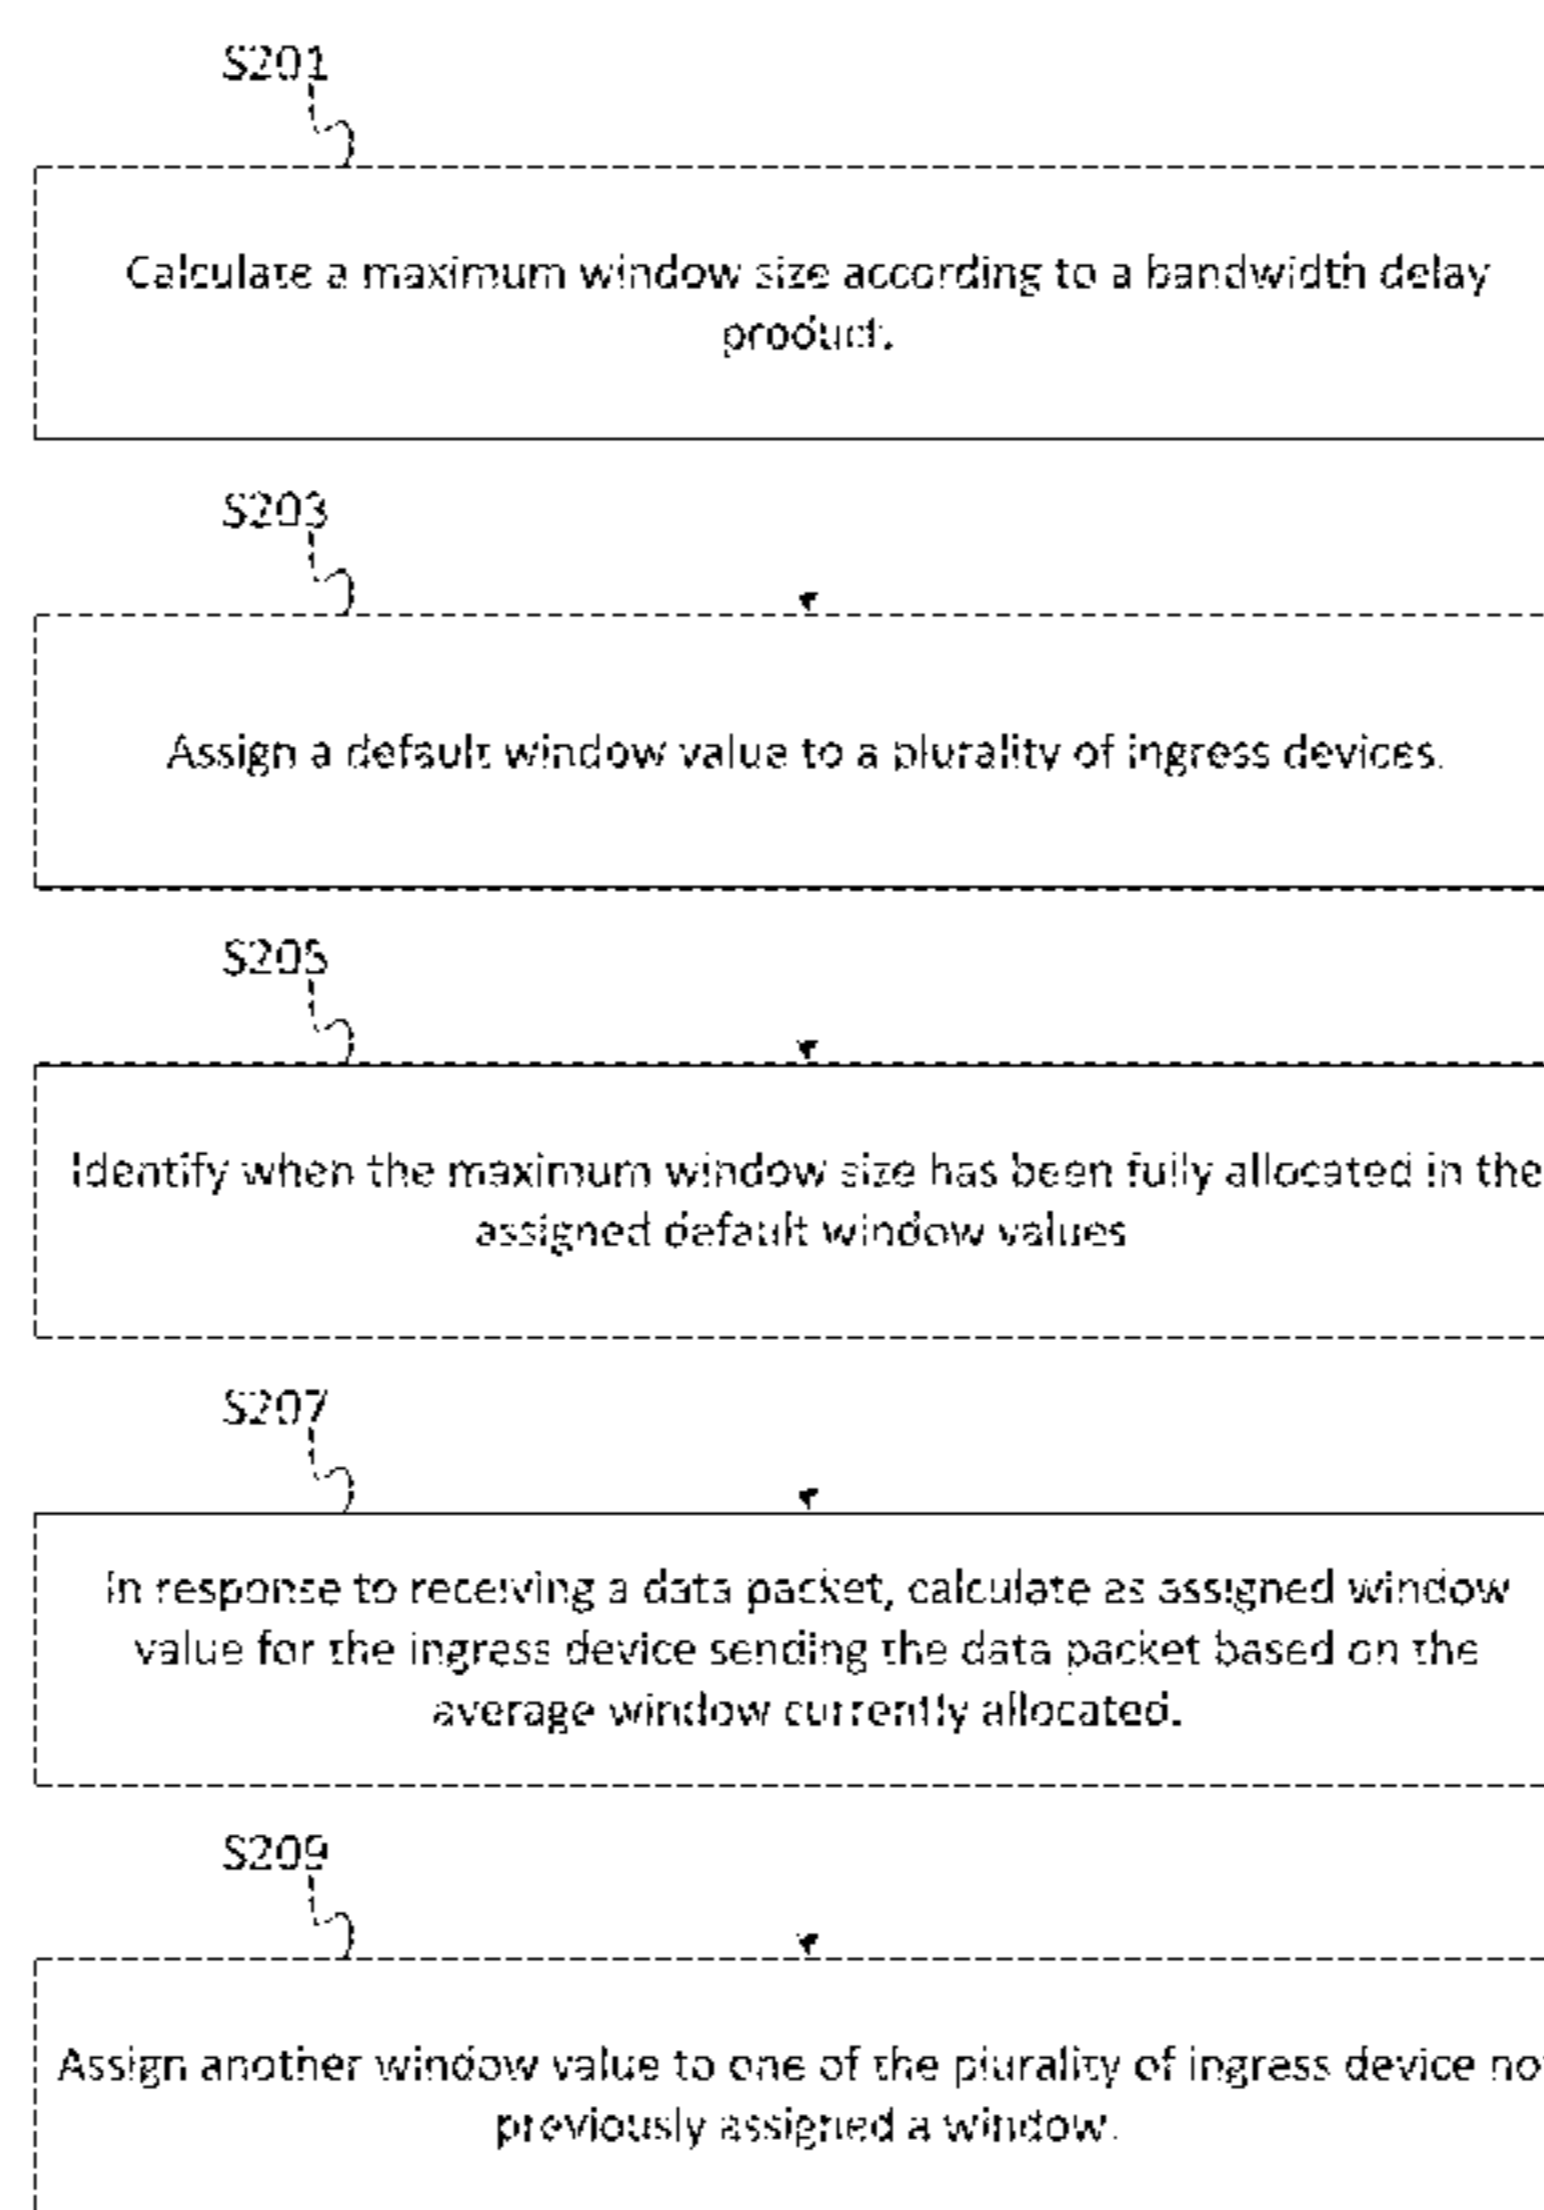 S201
Calculate a maximum window size according to a bandwidth delay
product.
S203
Assign a default window value to a plurality of ingress devices.
S205
Identify when the maximum window size has been fully allocated in the
assigned default window values
S207
In response to receiving a data packet, calculate as assigned window
value for the ingress device sending the data packet based on the
average window currently allocated.
S209
Assign another window value to one of the plurality of ingress device
previously assigned a window.